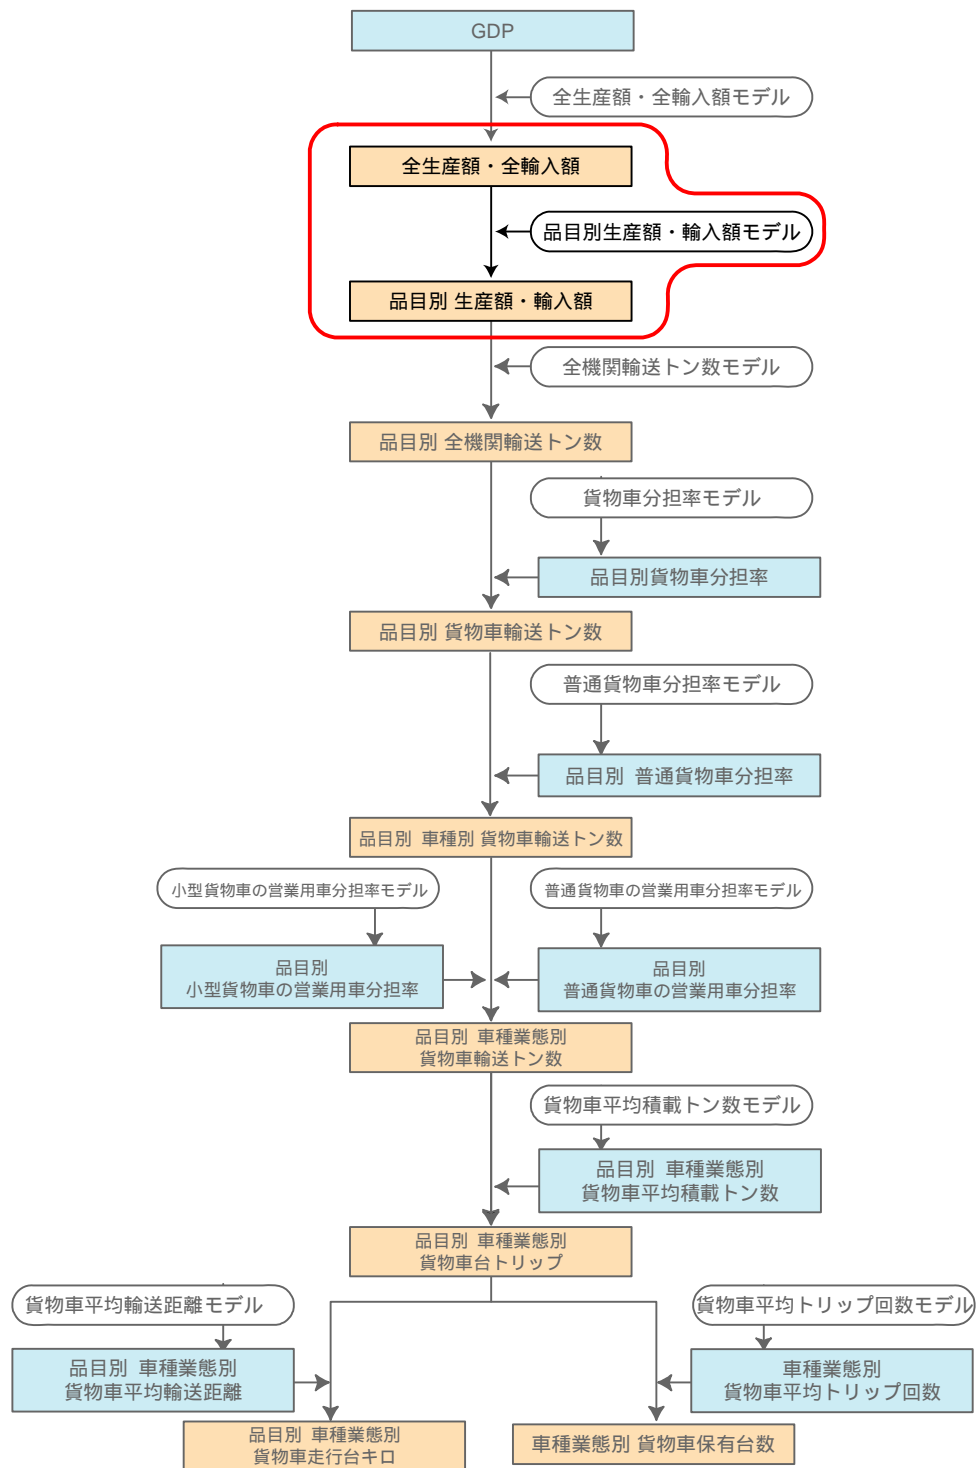 GDP
全生産額・全輸入額モデル
全生産額・全輸入額
品目別生産額・輸入額モデル
品目別 生産額・輸入額
全機関輸送トン数モデル
品目別 全機関輸送トン数
貨物車分担率モデル
品目別貨物車分担率
品目別 貨物車輸送トン数
普通貨物車分担率モデル
品目別 普通貨物車分担率
品目別 車種別 貨物車輸送トン数
小型貨物車の営業用車分担率モデル
普通貨物車の営業用車分担率モデル
品目別
小型貨物車の営業用車分担率
品目別
普通貨物車の営業用車分担率
品目別 車種業態別
貨物車輸送トン数
貨物車平均積載トン数モデル
品目別 車種業態別
貨物車平均積載トン数
品目別 車種業態別
貨物車台トリップ
貨物車平均輸送距離モデル
貨物車平均トリップ回数モデル
品目別 車種業態別
貨物車平均輸送距離
車種業態別
貨物車平均トリップ回数
品目別 車種業態別
貨物車走行台キロ
車種業態別 貨物車保有台数